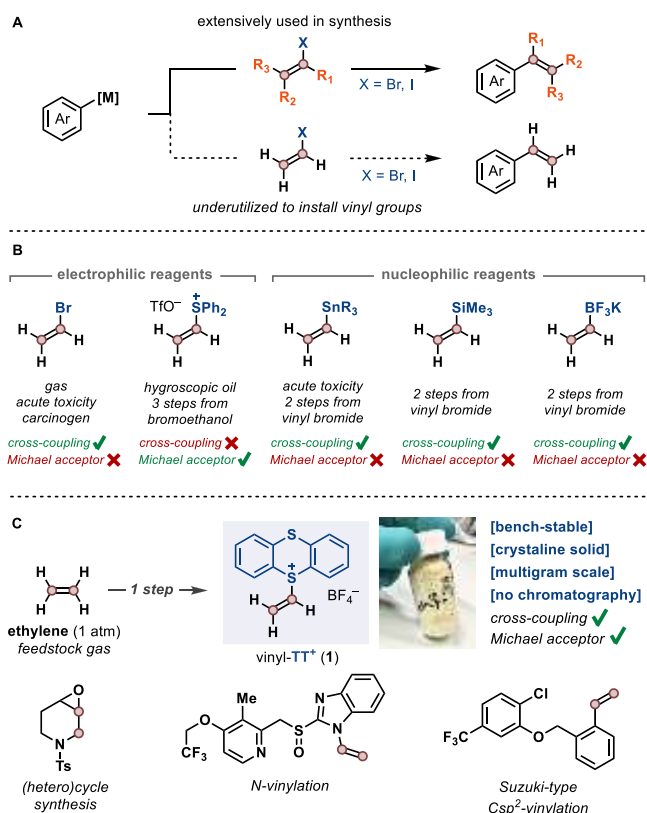 A
extensively used in synthesis
[M]
Ar
X
R3
R1
R2
X = Br, I
R1
R2
R3
Ar
X
H
H
H
X = Br, I
H
H
H
Ar
underutilized to install vinyl groups
B
electrophilic reagents
nucleophilic reagents
Br
H
H
H
TfO−
+
SPh2
H
H
H
SnR3
H
H
H
SiMe3
H
H
H
BF3K
H
H
H
gas
acute toxicity
carcinogen
hygroscopic oil
3 steps from
bromoethanol
acute toxicity
2 steps from
vinyl bromide
2 steps from
vinyl bromide
2 steps from
vinyl bromide
cross-coupling ✔
Michael acceptor ✖
cross-coupling ✖
Michael acceptor ✔
cross-coupling ✔
Michael acceptor ✖
cross-coupling ✔
Michael acceptor ✖
cross-coupling ✔
Michael acceptor ✖
C
H
H
H
H
1 step
ethylene (1 atm)
feedstock gas
S
+
S
H
H
H
BF4−
vinyl-TT+ (1)
[bench-stable]
[crystaline solid]
[multigram scale]
[no chromatography]
cross-coupling ✔
Michael acceptor ✔
O
N
Ts
(hetero)cycle
synthesis
Me
O
CF3
N
S
O
N
N
N-vinylation
Cl
F3C
O
Suzuki-type
Csp2-vinylation